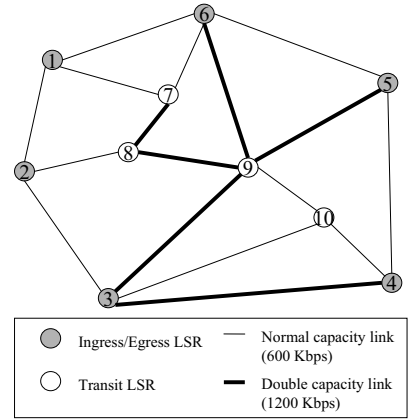 6
1
5
7
8
9
2
10
4
3
Ingress/Egress LSR
Normal capacity link
(600 Kbps)
Transit LSR
Double capacity link
(1200 Kbps)